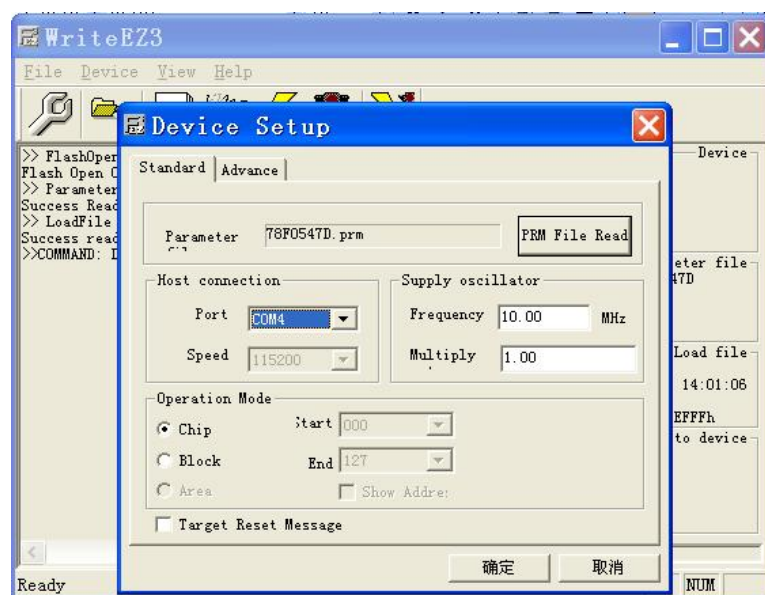 WriteEZ3
File Device View Help
Device Setup
>> FlashOper
Flash Open
>> Parameter
Success Read
>> LoadFile
Success read
>>COMMAND:
Standard Advance
Parameter 78F0547D.prm PRM File Read
Host connection
Port COM4
Speed 115200
Supply oscillator
Frequency 10.00 MHz
Multiply 1.00
Operation Mode
Chip Start 000
Block End 127
Area Show Addre
Target Reset Message
确定 取消
Device
eter file
47D
Load file
14:01:06
EFFFh
to device
Ready NUM